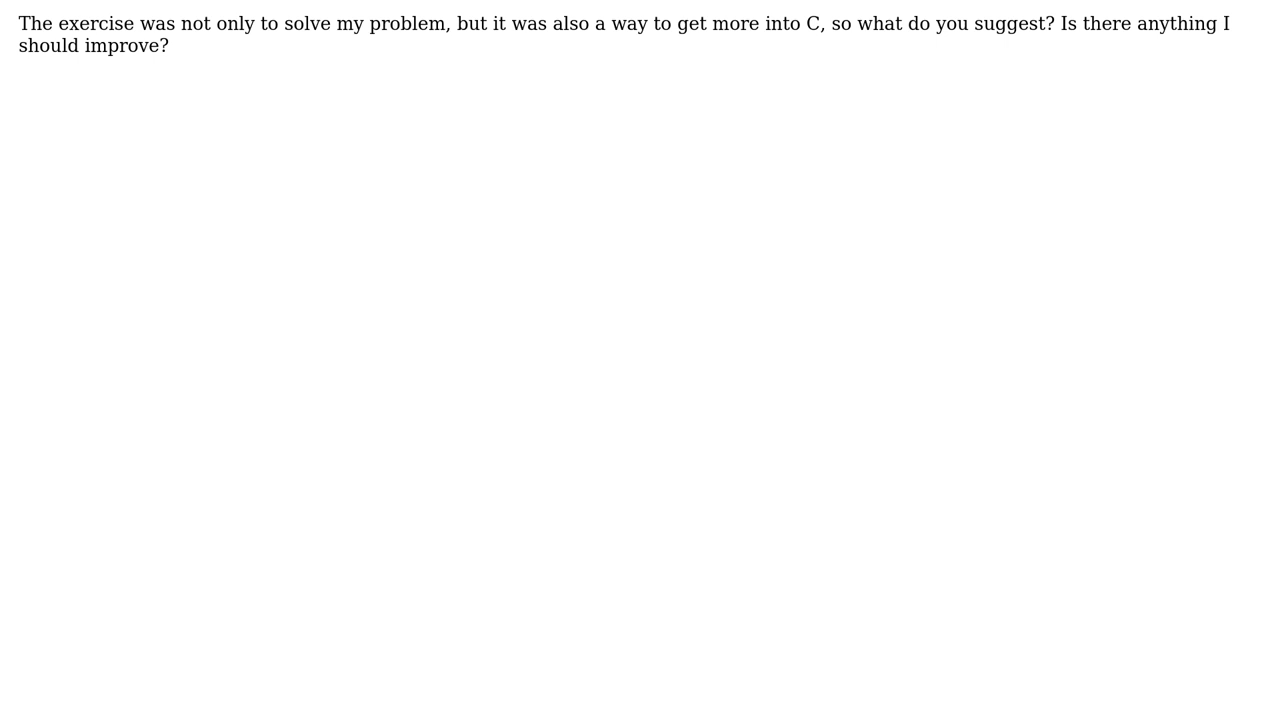 The exercise was not only to solve my problem, but it was also a way to get more into C, so what do you suggest? Is there anything I
should improve?